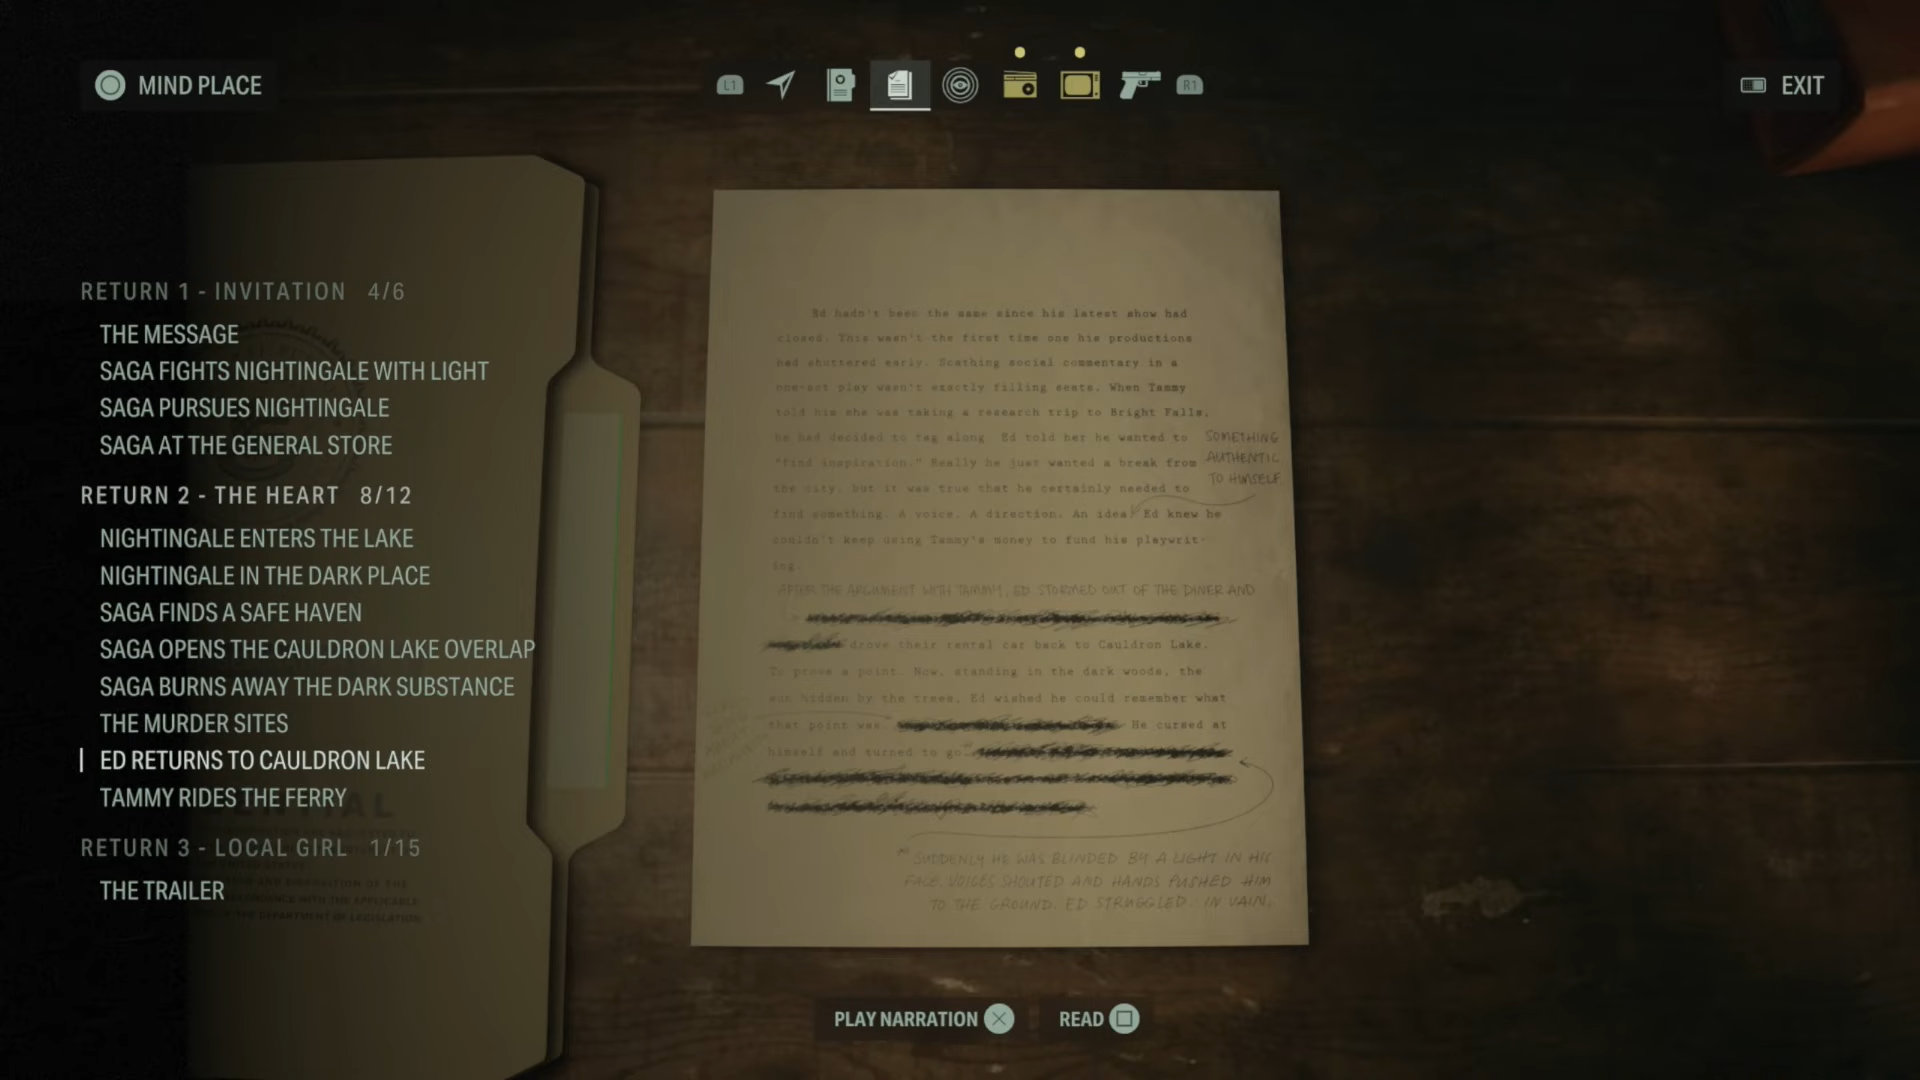 MIND PLACE
L1
R1
EXIT
RETURN 1 - INVITATION 4/6
THE MESSAGE
SAGA FIGHTS NIGHTINGALE WITH LIGHT
SAGA PURSUES NIGHTINGALE
SAGA AT THE GENERAL STORE
RETURN 2 - THE HEART 8/12
NIGHTINGALE ENTERS THE LAKE
NIGHTINGALE IN THE DARK PLACE
SAGA FINDS A SAFE HAVEN
SAGA OPENS THE CAULDRON LAKE OVERLAP
SAGA BURNS AWAY THE DARK SUBSTANCE
THE MURDER SITES
ED RETURNS TO CAULDRON LAKE
TAMMY RIDES THE FERRY
RETURN 3 - LOCAL GIRL 1/15
THE TRAILER
Ed hadn't been the same since his latest show had
closed. This wasn't the first time one his productions
had shuttered early. Scathing social commentary in a
one-act play wasn't exactly filling seats. When Tammy
told him she was taking a research trip to Bright Falls,
he had decided to tag along. Ed told her he wanted to
"find inspiration." Really he just wanted a break from
the city, but it was true that he certainly needed to
find something. A voice. A direction. An idea. Ed knew he
couldn't keep using Tammy's money to fund his playwrit-
ing.
SOMETHING
AUTHENTIC
TO HIMSELF.
AFTER THE ARGUMENT WITH TAMMY, ED STORMED OUT OF THE DINER AND
drove their rental car back to Cauldron Lake.
To prove a point. Now, standing in the dark woods, the
sun hidden by the trees, Ed wished he could remember what
that point was. He cursed at
himself and turned to go.
SUDDENLY HE WAS BLINDED BY A LIGHT IN HIS
FACE. VOICES SHOUTED AND HANDS PUSHED HIM
TO THE GROUND. ED STRUGGLED. IN VAIN.
PLAY NARRATION
READ